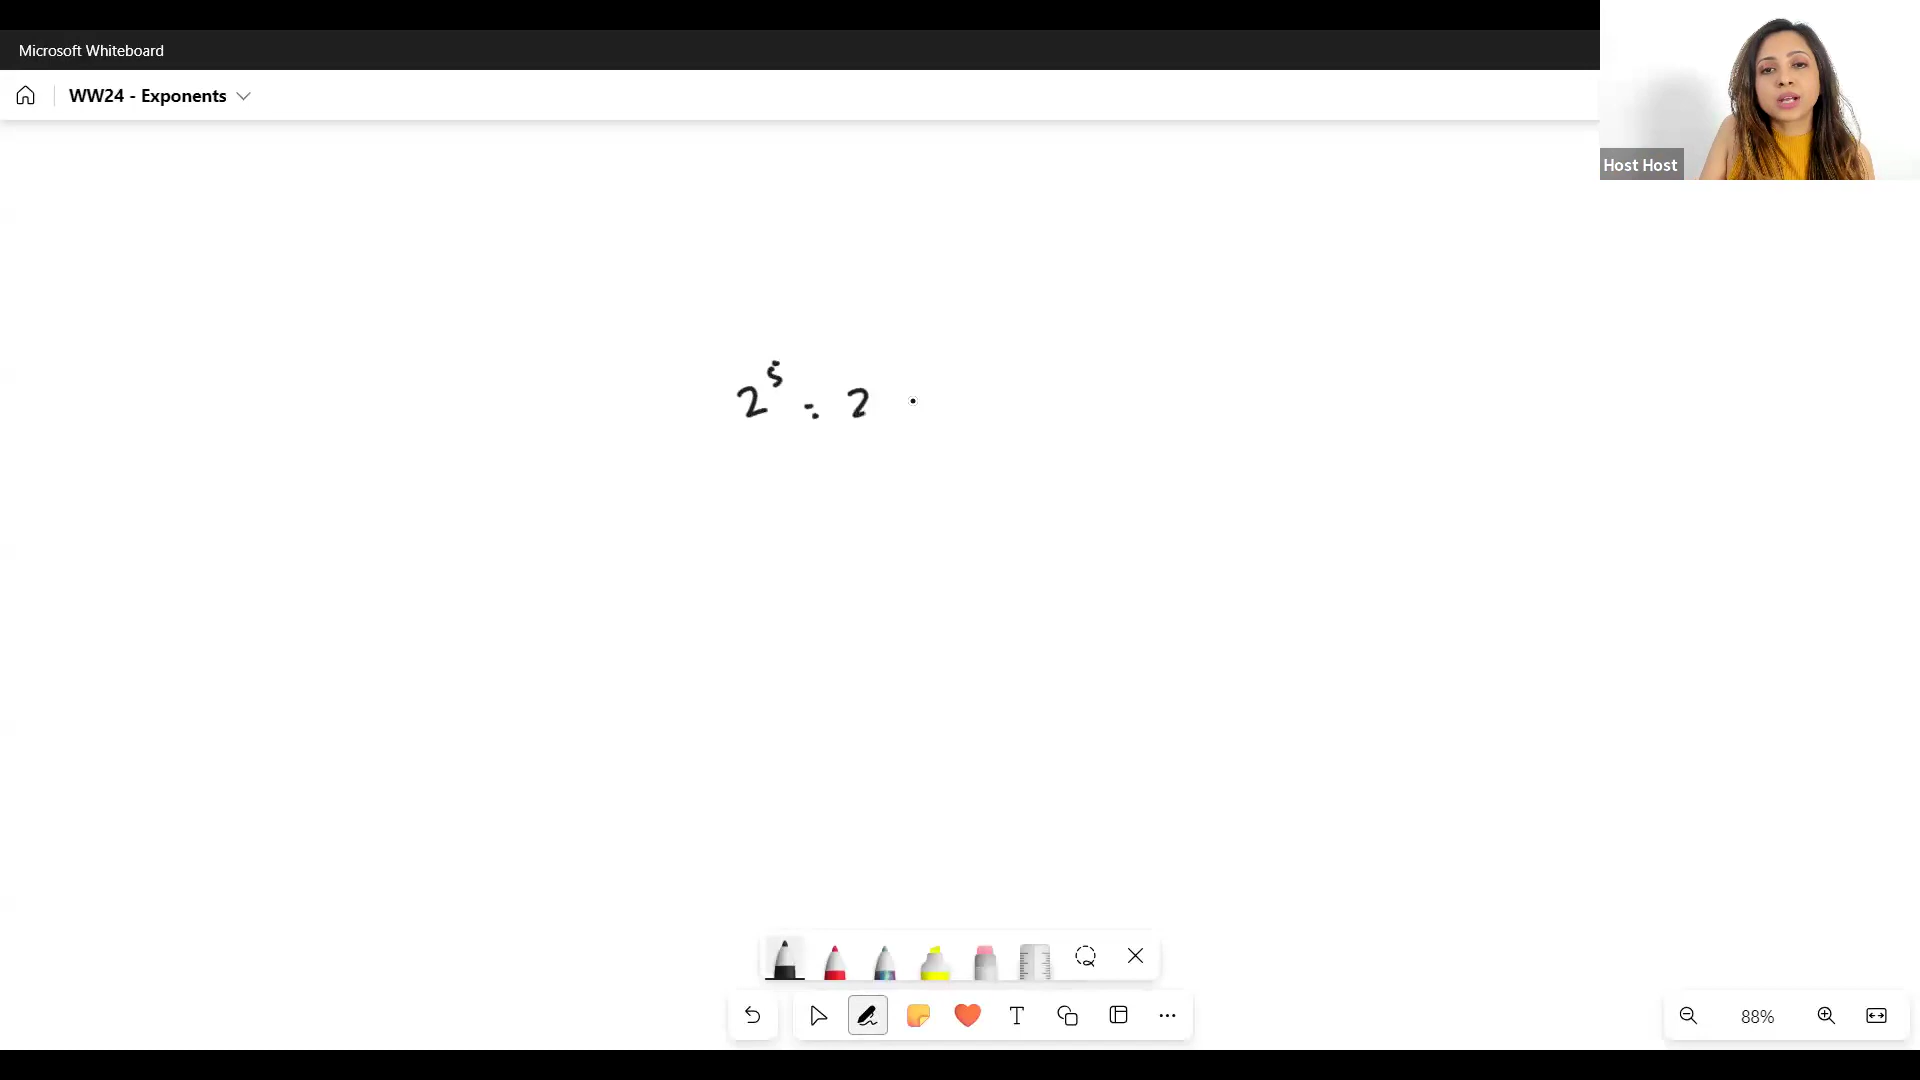 Microsoft Whiteboard
WW24 - Exponents
Host Host
2⁵ = 2
T
88%